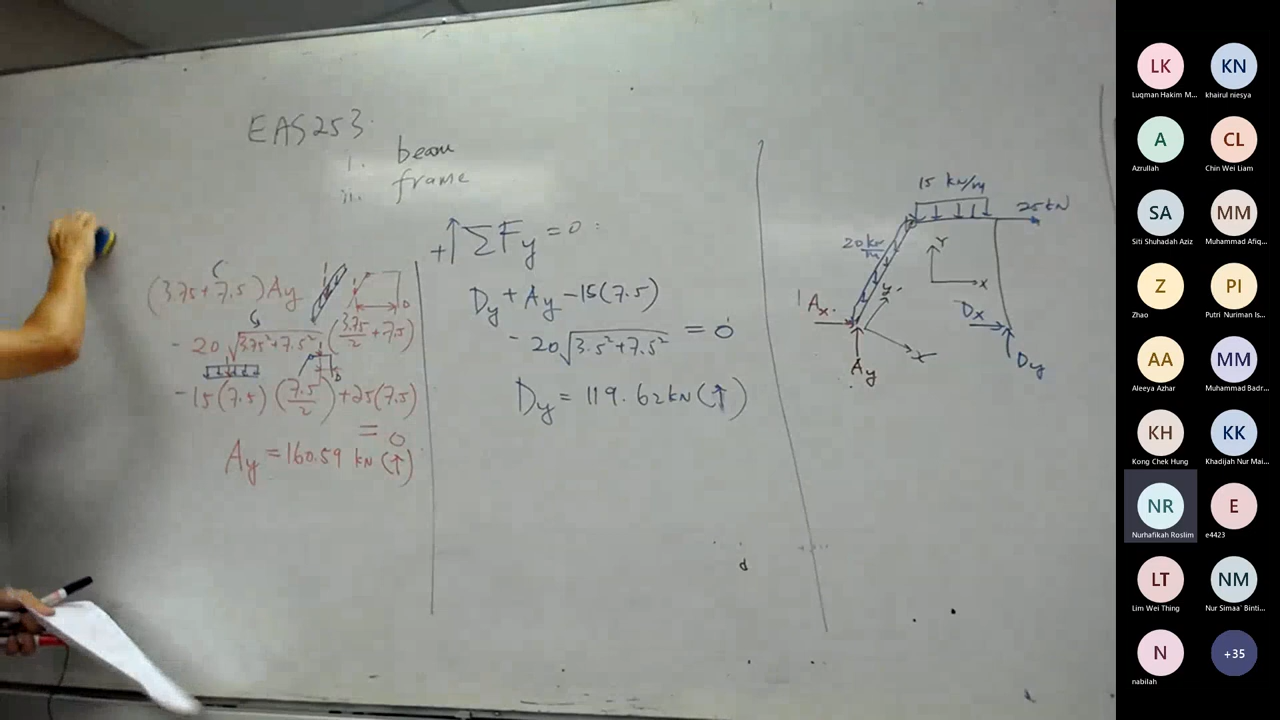 EAS253
i. beam
ii. frame
(3.75+7.5) Ay
- 20 √3.75²+7.5² (3.75/2 + 7.5)
- 15(7.5) (7.5/2) + 25(7.5)
= 0
Ay = 160.59 kN (↑)
+↑ ΣFy = 0 :
Dy + Ay - 15(7.5)
- 20√3.5²+7.5² = 0
Dy = 119.62 kN (↑)
15 kN/m
25 kN
20 kN/m
Y
x
y
x
Ax
Ay
Dx
Dy
LK
KN
Luqman Hakim M...
khairul niesya
A
CL
Azrullah
Chin Wei Liam
SA
MM
Siti Shuhadah Aziz
Muhammad Afiq...
Z
PI
Zhao
Putri Nuriman Is...
AA
MM
Aleeya Azhar
Muhammad Badr...
KH
KK
Kong Chek Hung
Khadijah Nur Mai...
NR
E
Nurhafikah Roslim
e4423
LT
NM
Lim Wei Thing
Nur Simaa` Binti...
N
+35
nabilah